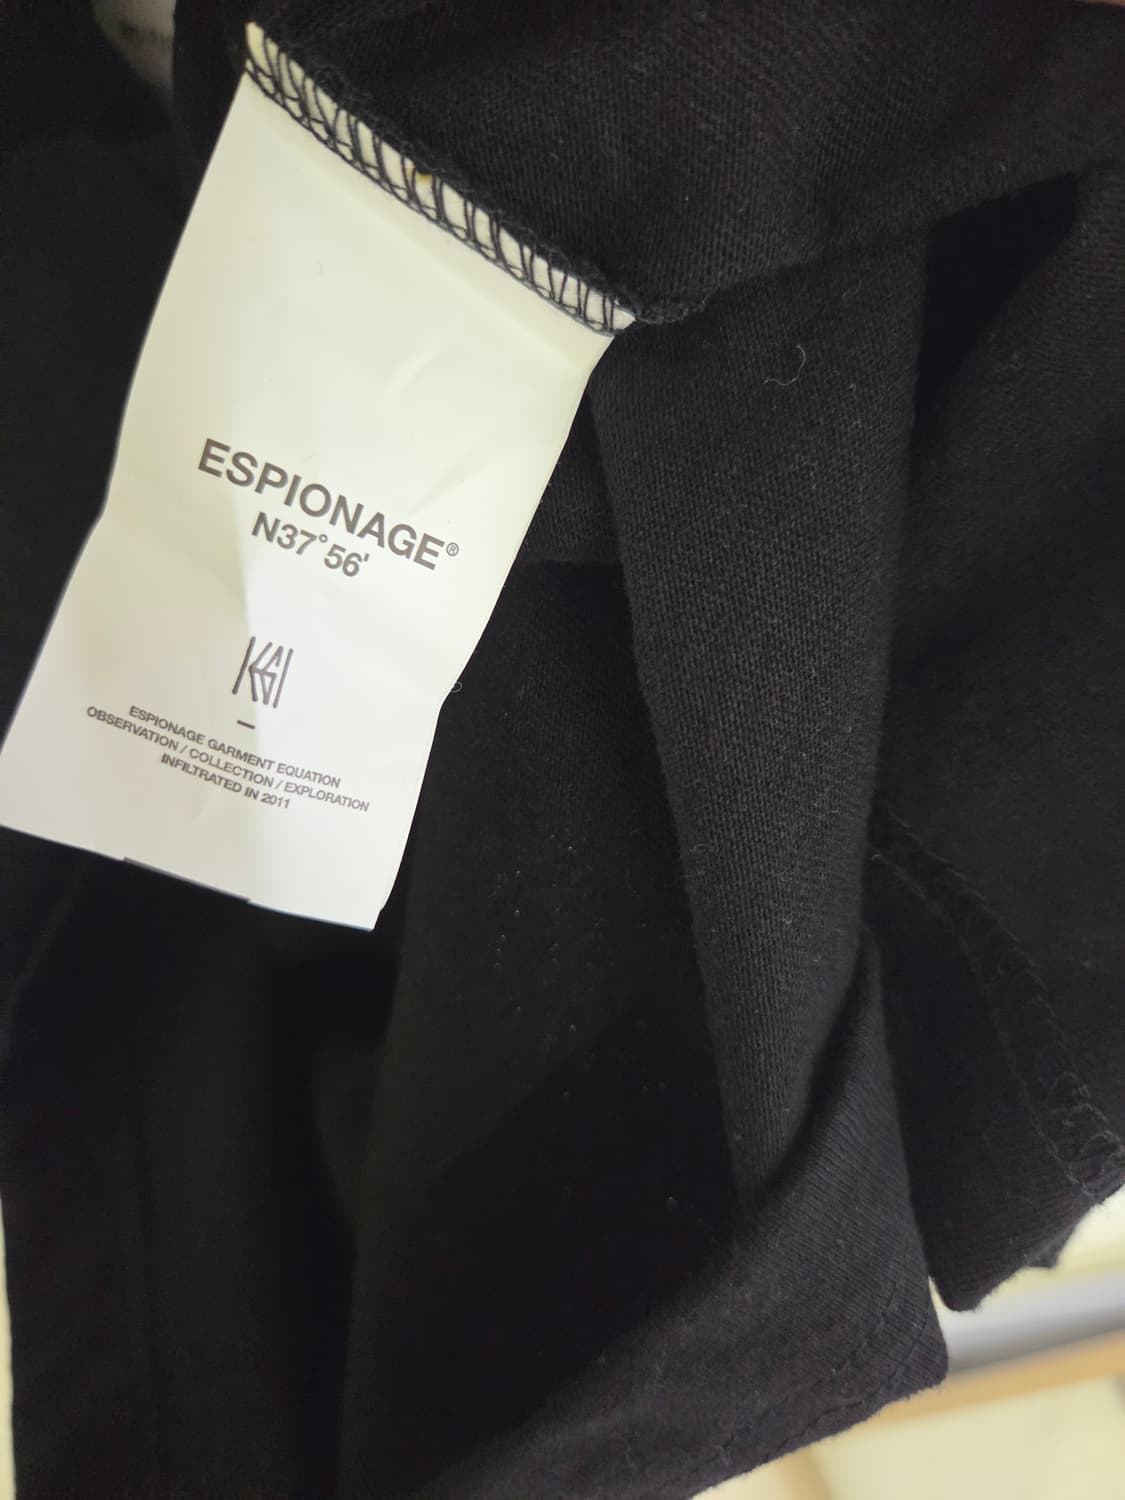 ESPIONAGE®
N37°56'
ESPIONAGE GARMENT EQUATION
OBSERVATION / COLLECTION / EXPLORATION
INFILTRATED IN 2011